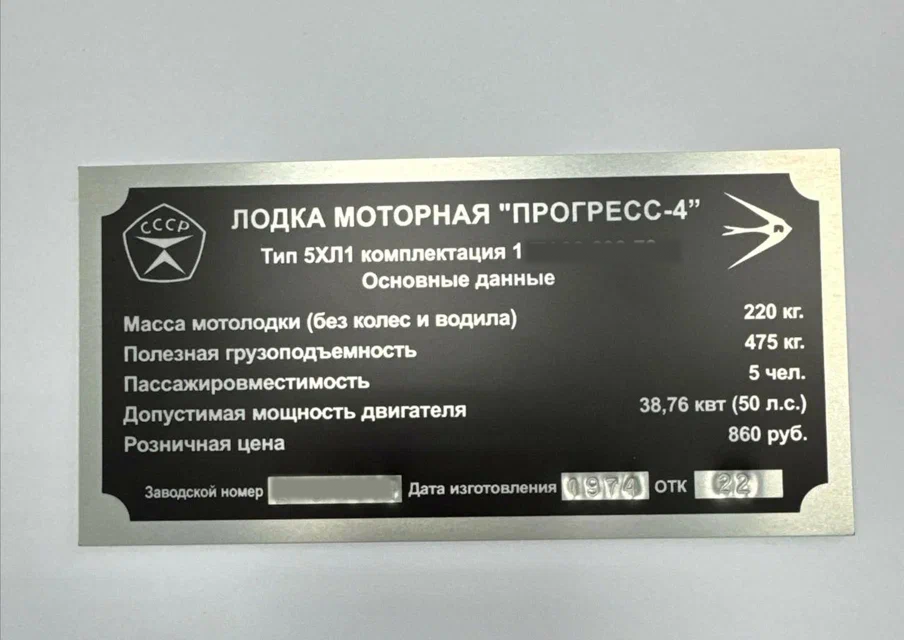 СССР
ЛОДКА МОТОРНАЯ "ПРОГРЕСС-4”
Тип 5ХЛ1 комплектация 1
Основные данные
Масса мотолодки (без колес и водила) 220 кг.
Полезная грузоподъемность 475 кг.
Пассажировместимость 5 чел.
Допустимая мощность двигателя 38,76 квт (50 л.с.)
Розничная цена 860 руб.
Заводской номер Дата изготовления 1974 ОТК 22